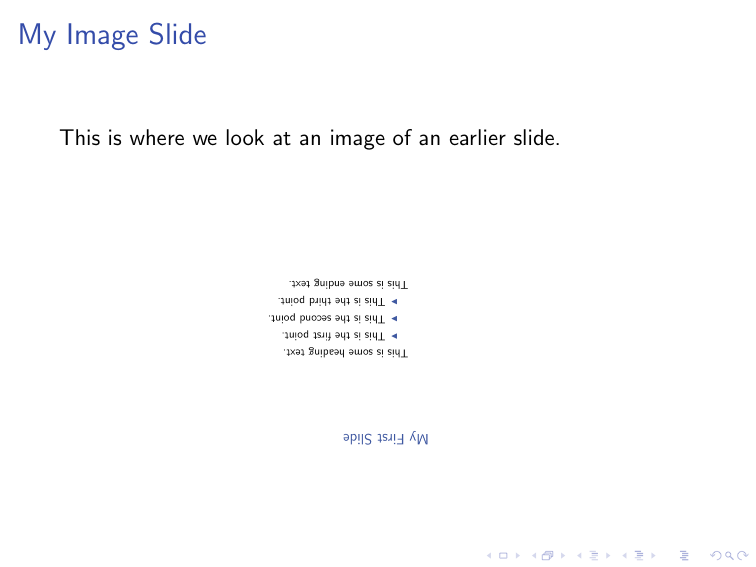 My Image Slide
This is where we look at an image of an earlier slide.
My First Slide
This is some heading text.
This is the first point.
This is the second point.
This is the third point.
This is some ending text.